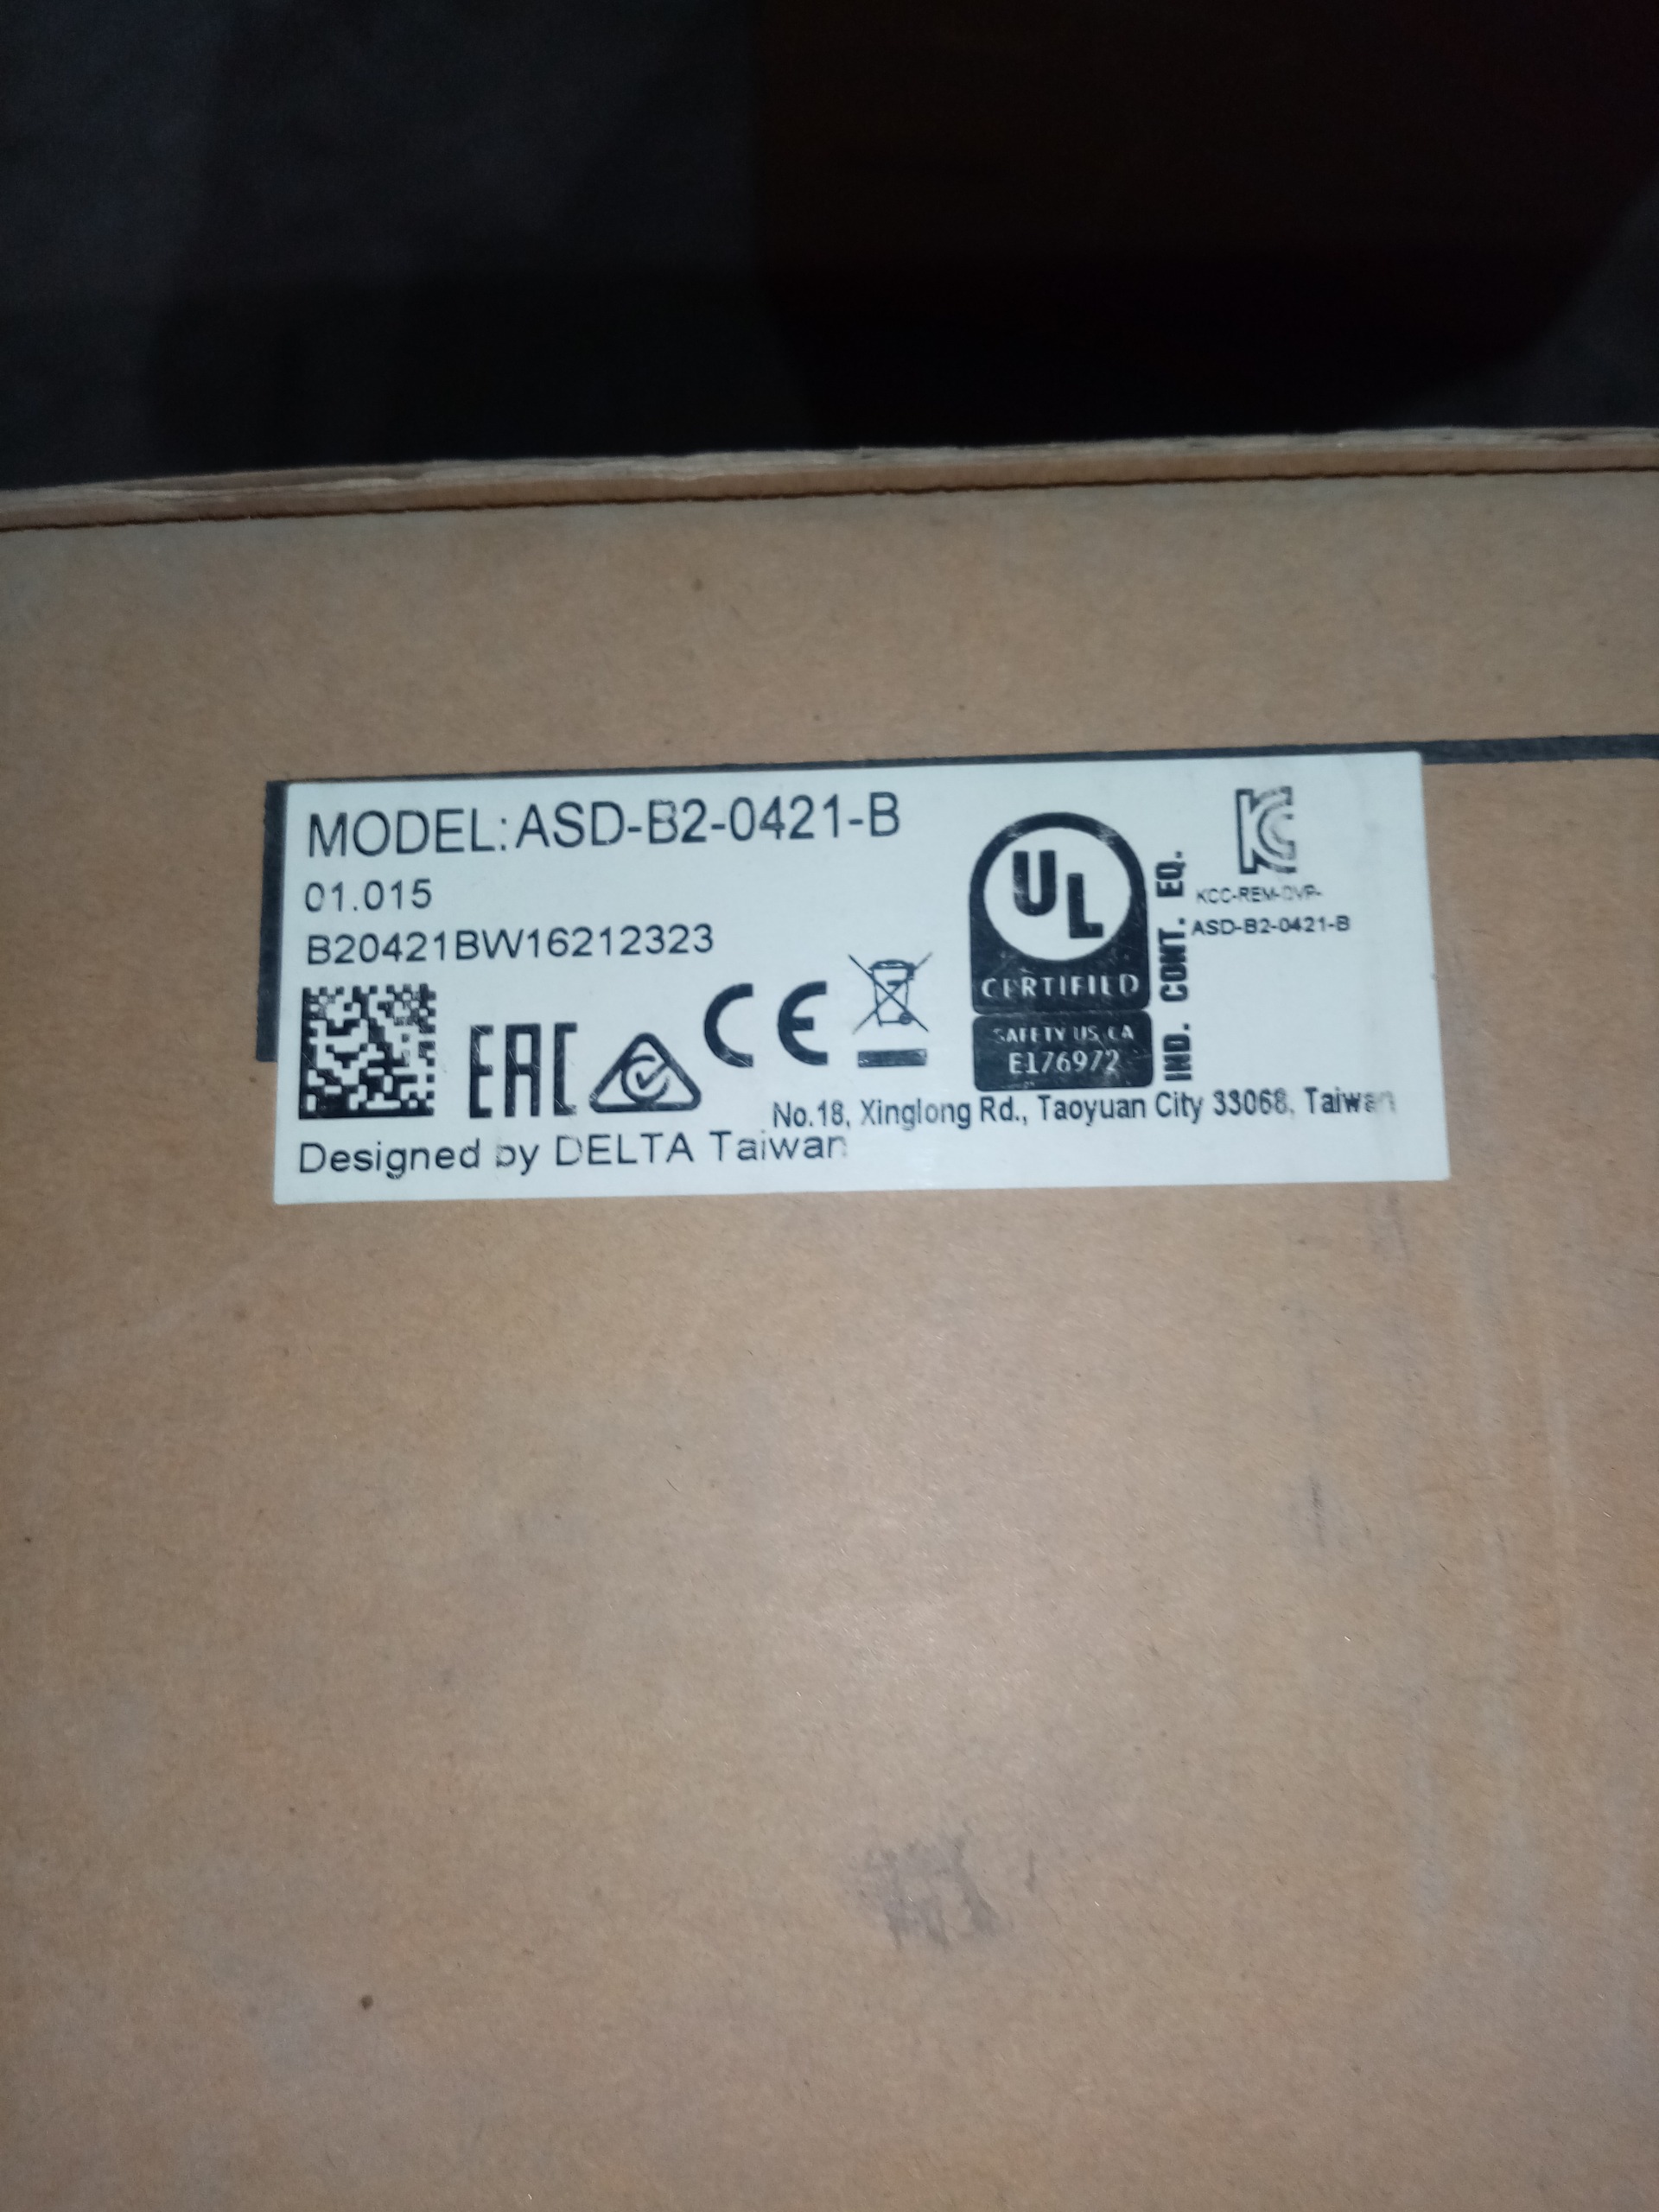 MODEL:ASD-B2-0421-B
01.015
B20421BW16212323
EAC
CE
UL
CERTIFIED
SAFETY US, CA
E176972
IND. CONT. EQ.
KCC-REM-DVP-
ASD-B2-0421-B
No.18, Xinglong Rd., Taoyuan City 33068, Taiwan
Designed by DELTA Taiwan